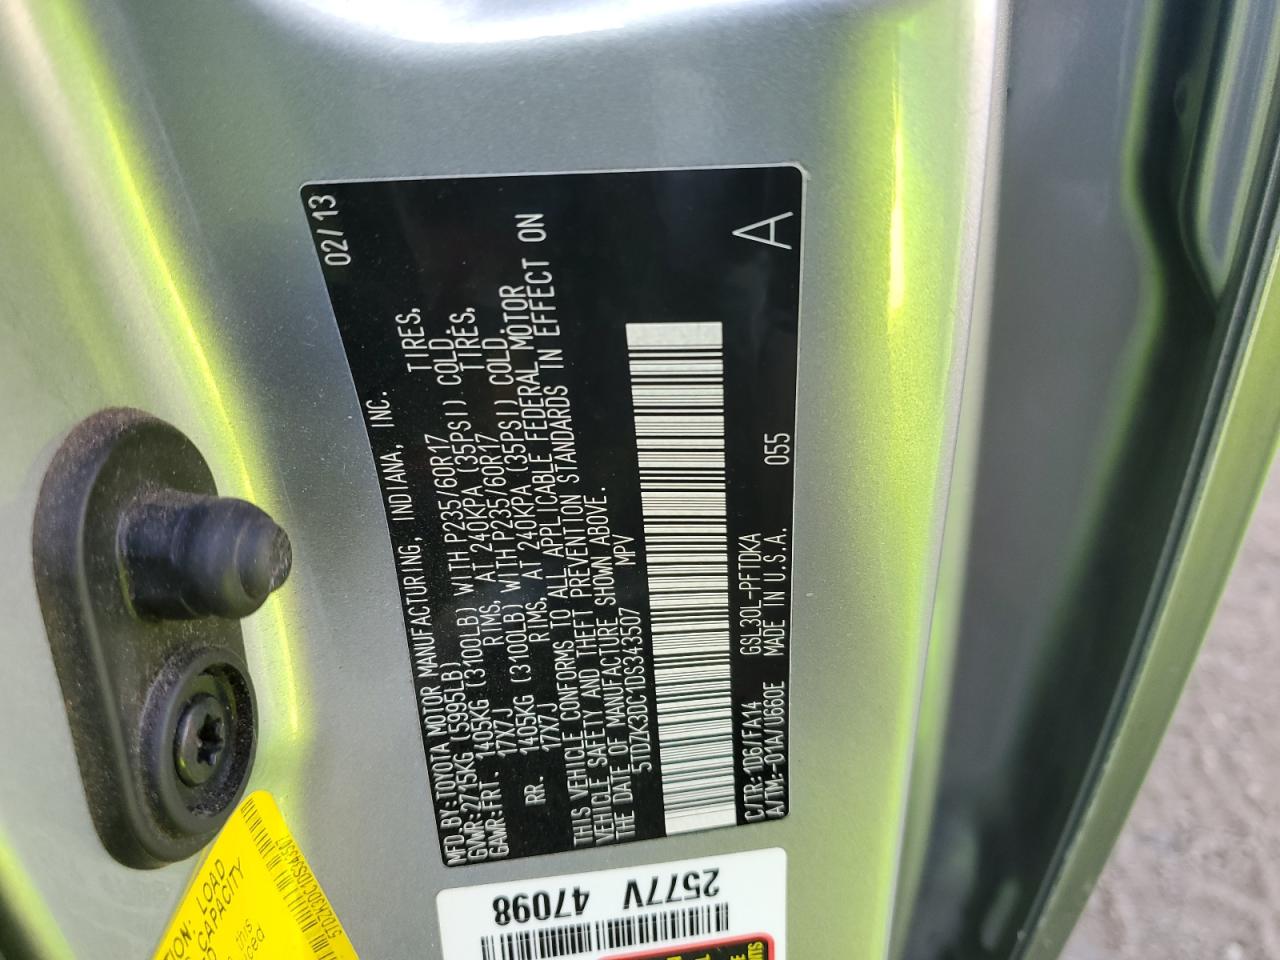 02/13
MFD.BY:TOYOTA MOTOR MANUFACTURING, INDIANA, INC.
GVWR:2715KG (5995LB)
GAWR:FRT. 1405KG (3100LB) WITH P235/60R17 TIRES,
17X7J RIMS, AT 240KPA (35PSI) COLD.
RR. 1405KG (3100LB) WITH P235/60R17 TIRES,
17X7J RIMS, AT 240KPA (35PSI) COLD.
THIS VEHICLE CONFORMS TO ALL APPLICABLE FEDERAL MOTOR
VEHICLE SAFETY AND THEFT PREVENTION STANDARDS IN EFFECT ON
THE DATE OF MANUFACTURE SHOWN ABOVE.
5TDZK3DC1DS343507 MPV
C/TR:1D6/FA14 GSL30L-PFTDKA 055 A
A/TM:-01A/U660E MADE IN U.S.A.
2577V 47098
LOAD
CAPACITY
5TDZK3DC1DS343507